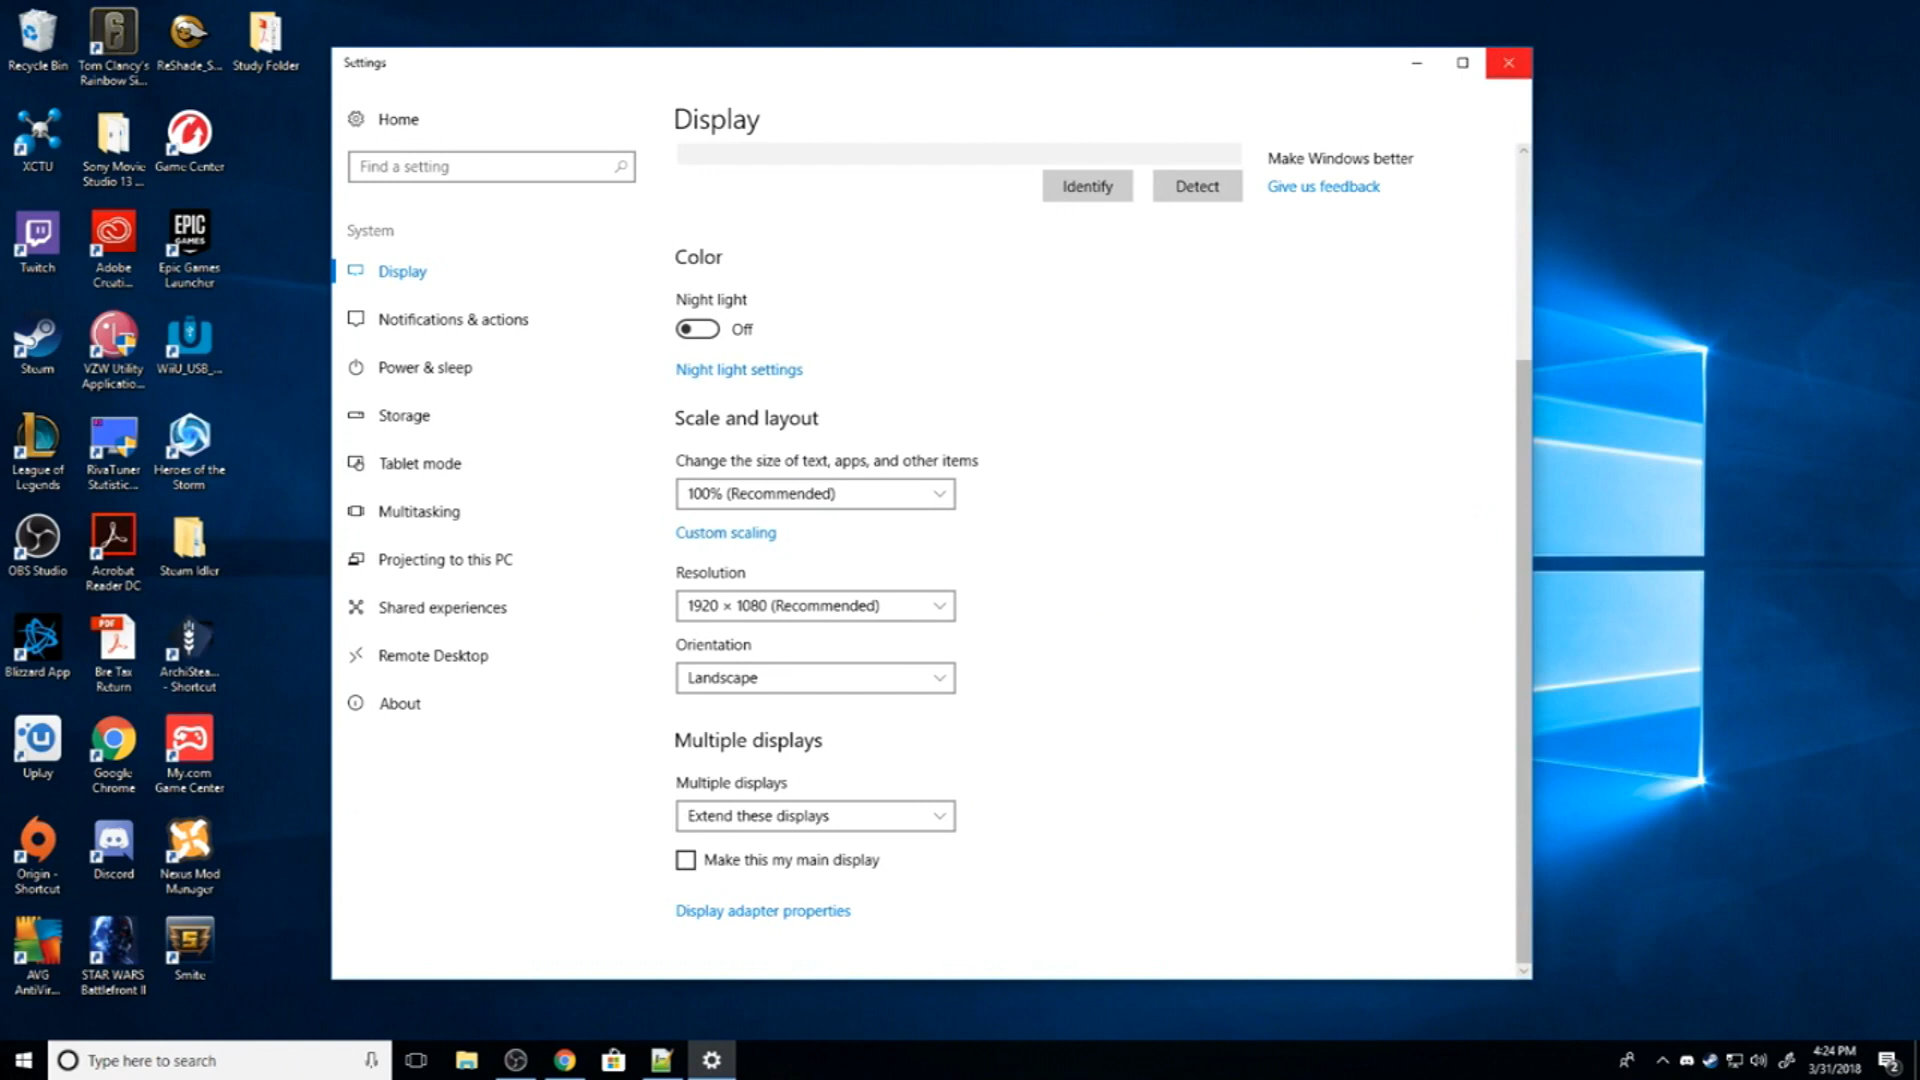 Recycle Bin
Tom Clancy's
Rainbow Si...
ReShade_S...
Study Folder
XCTU
Sony Movie
Studio 13 ...
Game Center
Twitch
Adobe
Creati...
EPIC
GAMES
Epic Games
Launcher
Steam
VZW Utility
Applicatio...
WiiU_USB_...
League of
Legends
RivaTuner
Statistic...
Heroes of the
Storm
OBS Studio
Acrobat
Reader DC
Steam Idler
Blizzard App
PDF
Bre Tax
Return
ArchiStea...
- Shortcut
Uplay
Google
Chrome
My.com
Game Center
Origin -
Shortcut
Discord
Nexus Mod
Manager
AVG
AntiVir...
STAR WARS
Battlefront II
Smite
Settings
Home
Find a setting
System
Display
Notifications & actions
Power & sleep
Storage
Tablet mode
Multitasking
Projecting to this PC
Shared experiences
Remote Desktop
About
Display
Identify
Detect
Make Windows better
Give us feedback
Color
Night light
Off
Night light settings
Scale and layout
Change the size of text, apps, and other items
100% (Recommended)
Custom scaling
Resolution
1920 × 1080 (Recommended)
Orientation
Landscape
Multiple displays
Multiple displays
Extend these displays
Make this my main display
Display adapter properties
Type here to search
4:24 PM
3/31/2018
2